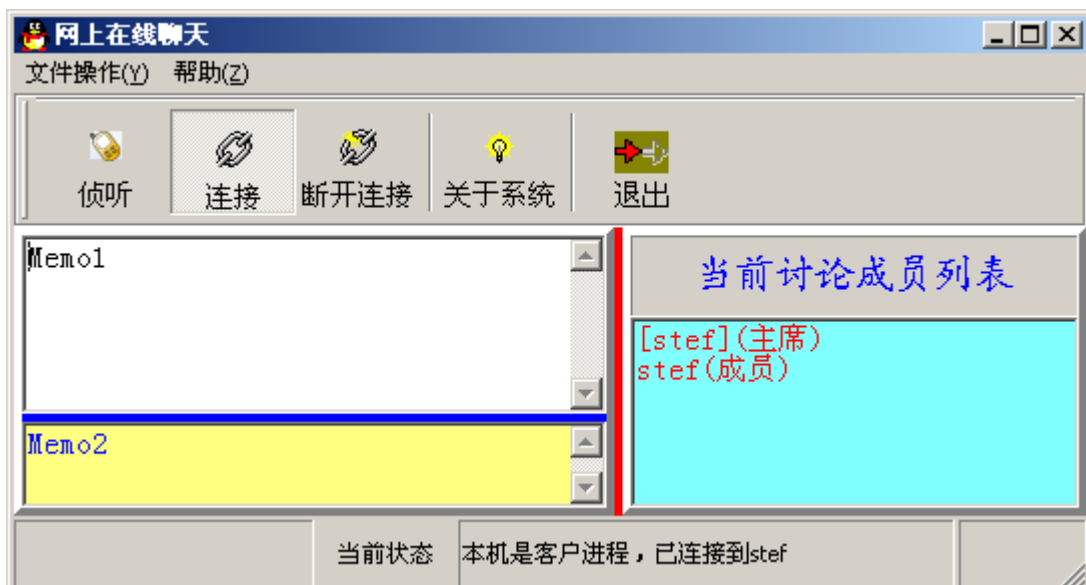 网上在线聊天
文件操作(Y) 帮助(Z)
侦听 连接 断开连接 关于系统 退出
Memo1
Memo2
当前讨论成员列表
[stef](主席)
stef(成员)
当前状态 本机是客户进程，已连接到stef